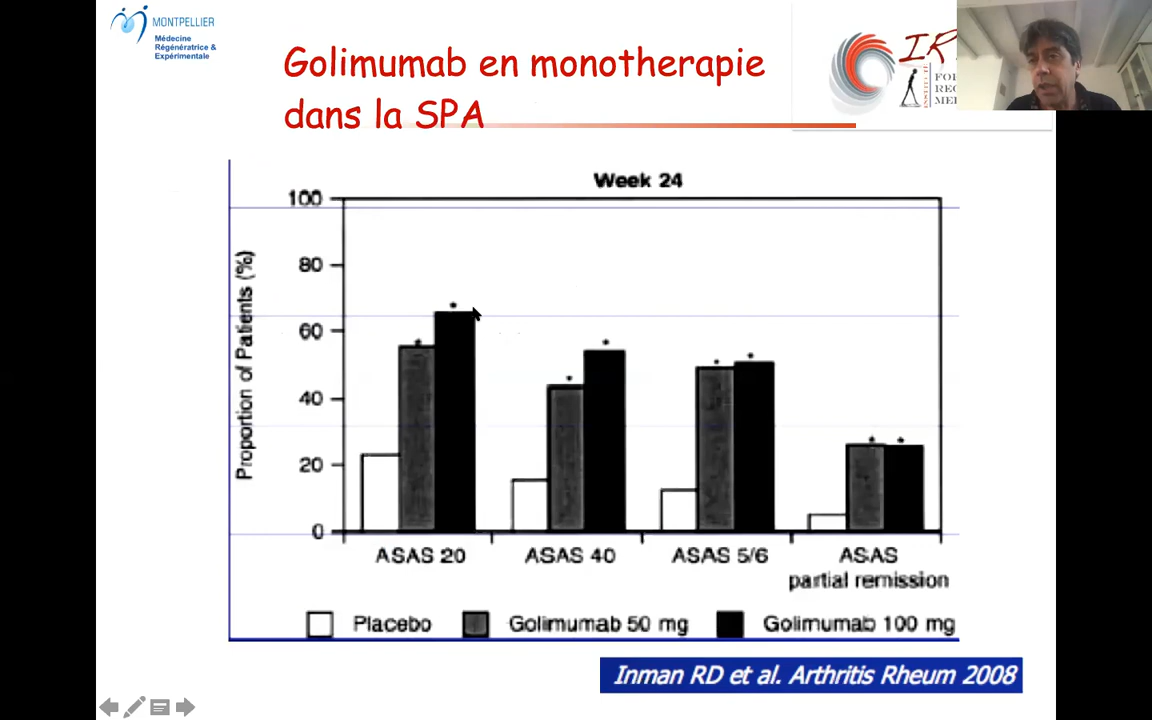 MONTPELLIER
Médecine
Régénératrice &
Expérimentale
Golimumab en monotherapie
dans la SPA
Week 24
100
80
60
40
20
0
Proportion of Patients (%)
ASAS 20
ASAS 40
ASAS 5/6
ASAS
partial remission
Placebo
Golimumab 50 mg
Golimumab 100 mg
Inman RD et al. Arthritis Rheum 2008